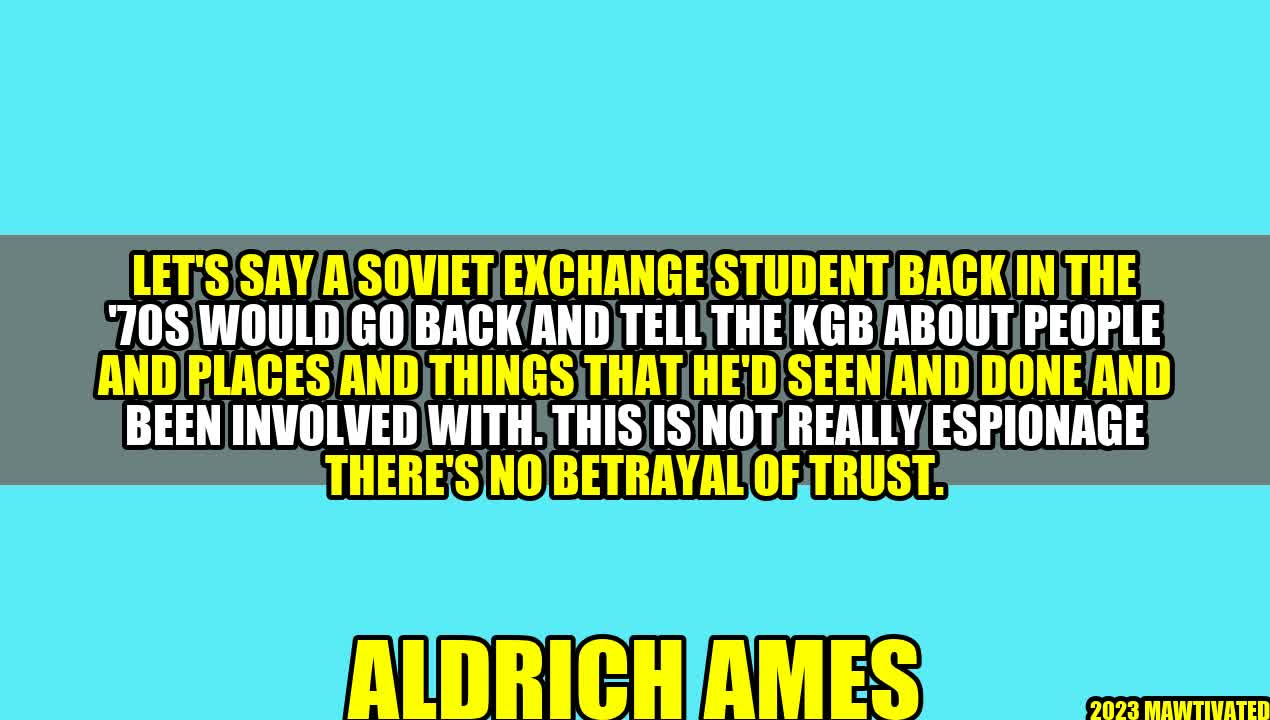 LET'S SAY A SOVIET EXCHANGE STUDENT BACK IN THE
'70S WOULD GO BACK AND TELL THE KGB ABOUT PEOPLE
AND PLACES AND THINGS THAT HE'D SEEN AND DONE AND
BEEN INVOLVED WITH. THIS IS NOT REALLY ESPIONAGE
THERE'S NO BETRAYAL OF TRUST.
ALDRICH AMES
2023 MAWTIVATED